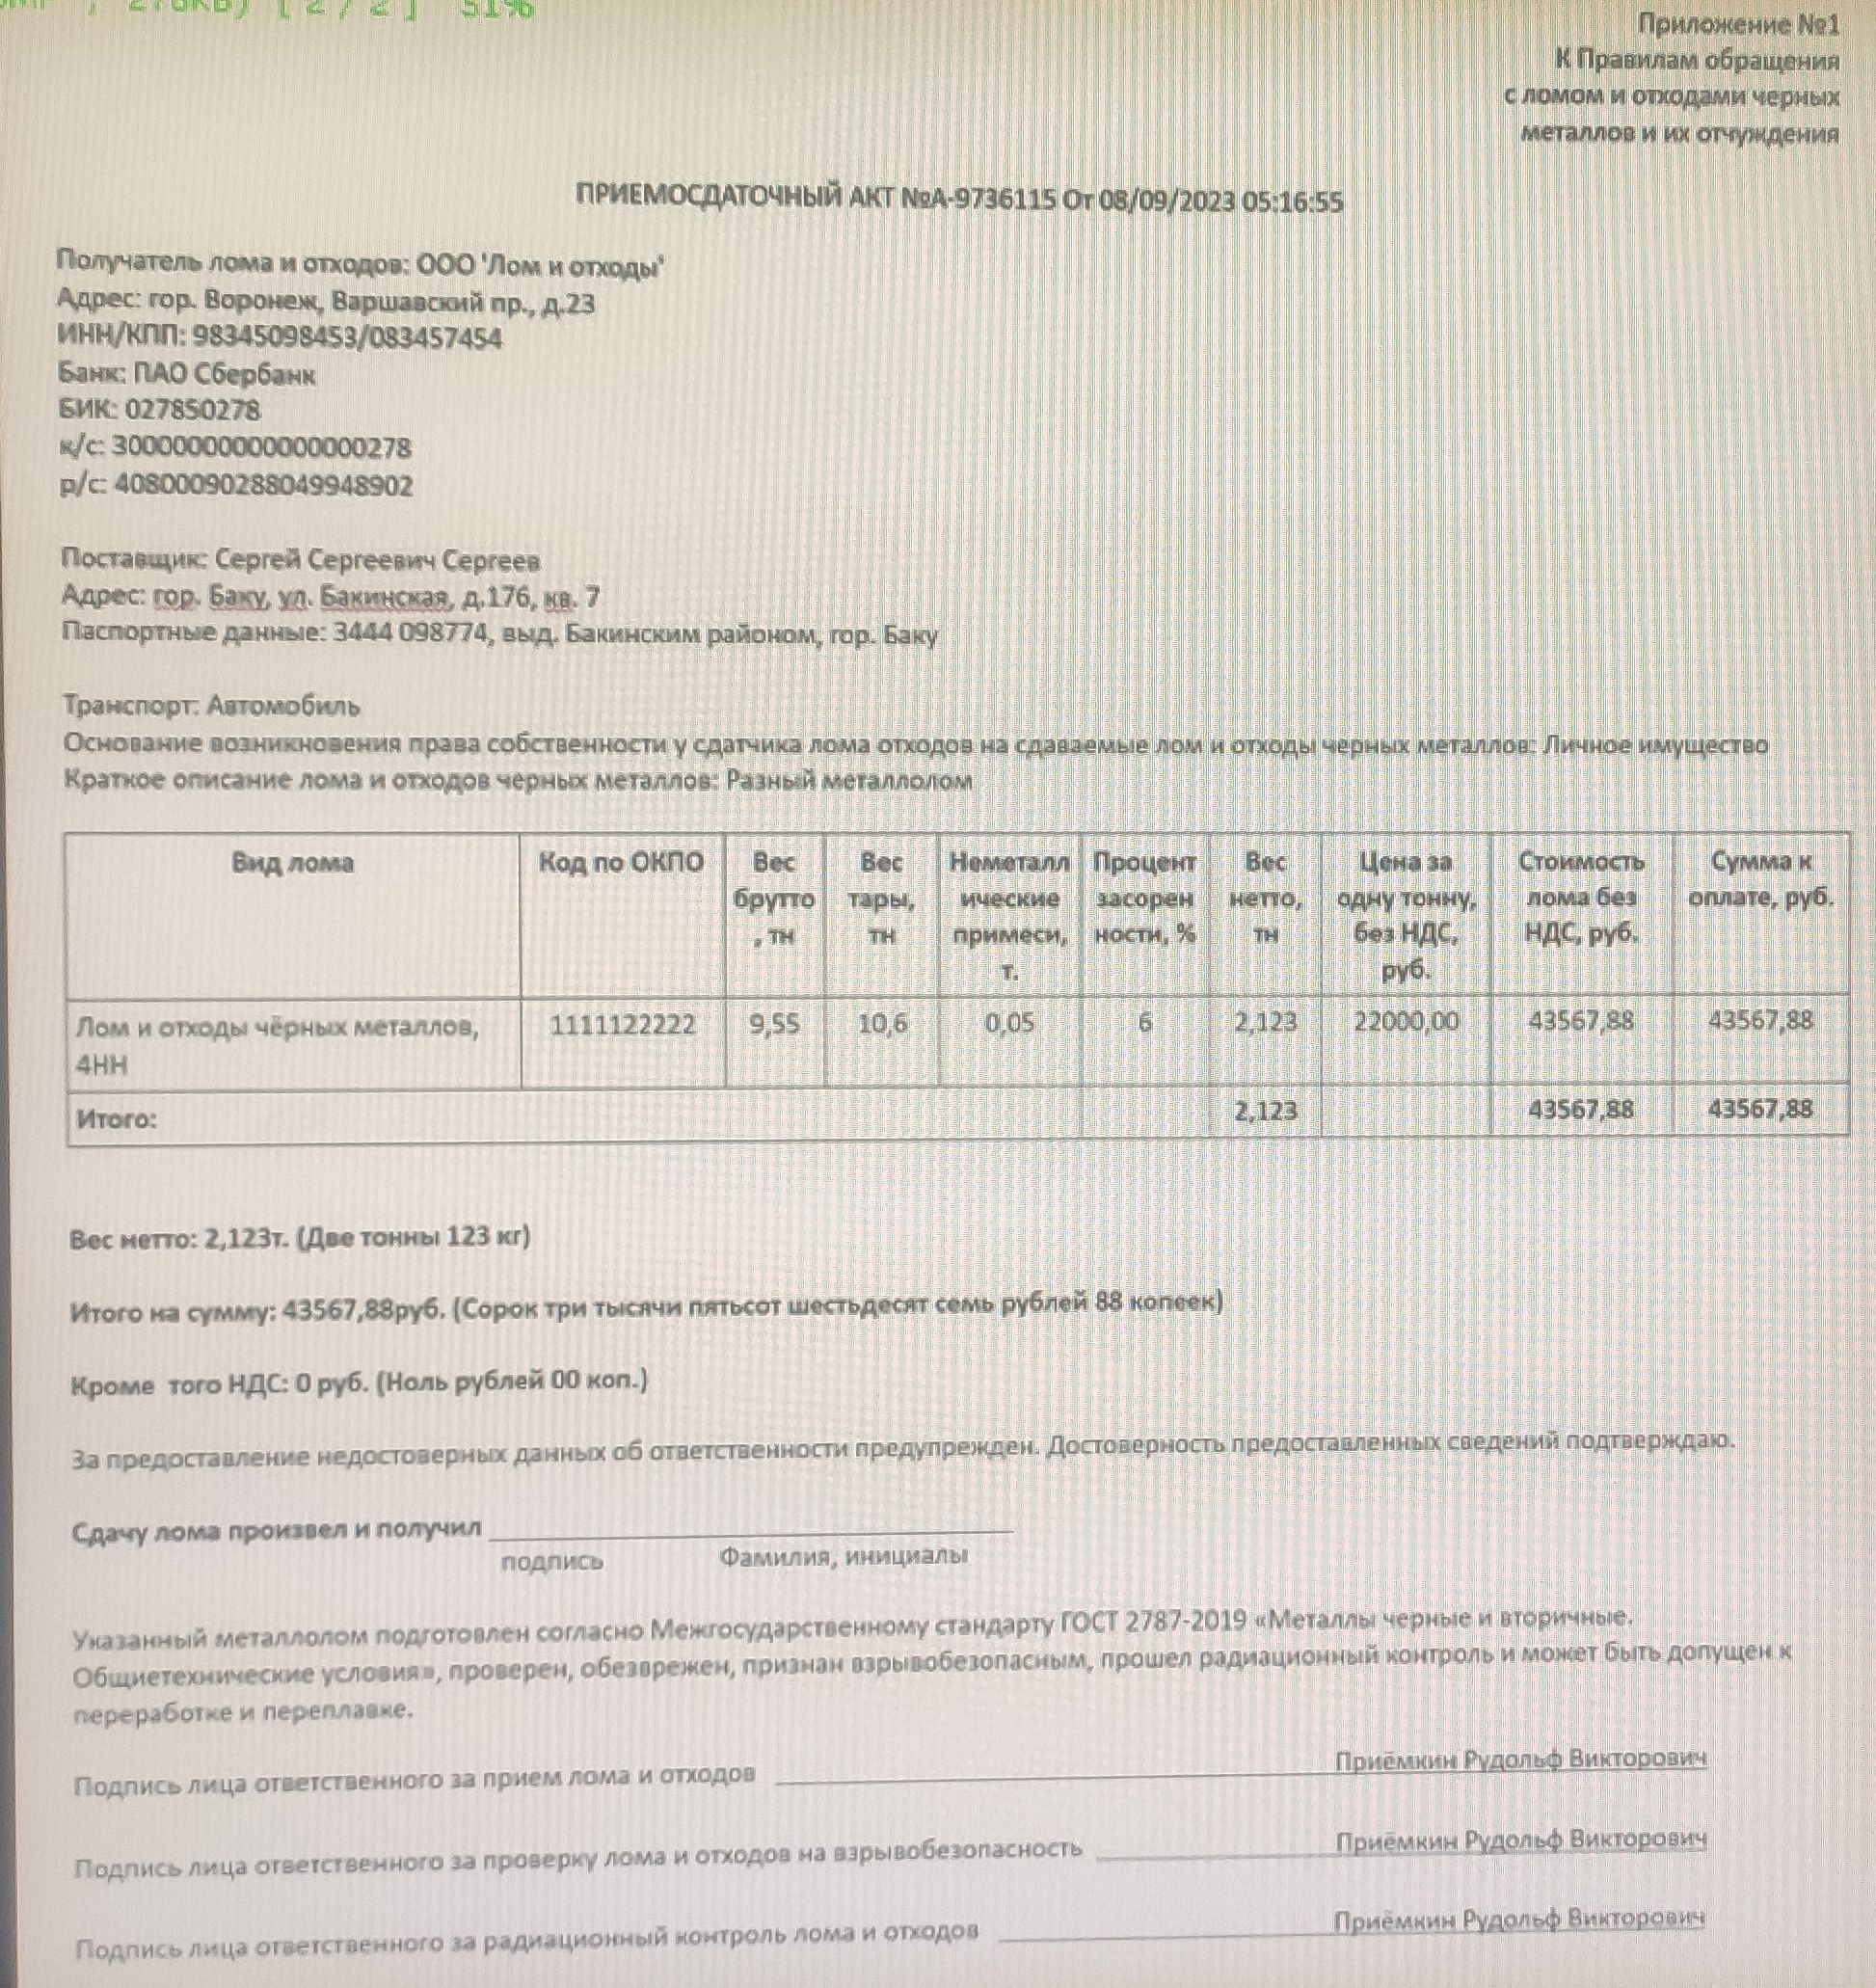 276KB) [ 2 / 2 ] 51%
Приложение №1
К Правилам обращения
с ломом и отходами черных
металлов и их отчуждения
ПРИЕМОСДАТОЧНЫЙ АКТ №А-9736115 От 08/09/2023 05:16:55
Получатель лома и отходов: ООО 'Лом и отходы'
Адрес: гор. Воронеж, Варшавский пр., д.23
ИНН/КПП: 98345098453/083457454
Банк: ПАО Сбербанк
БИК: 027850278
к/с: 30000000000000000278
р/с: 40800090288049948902
Поставщик: Сергей Сергеевич Сергеев
Адрес: гор. Баку, ул. Бакинская, д.176, кв. 7
Паспортные данные: 3444 098774, выд. Бакинским районом, гор. Баку
Транспорт: Автомобиль
Основание возникновения права собственности у сдатчика лома отходов на сдаваемые лом и отходы черных металлов: Личное имущество
Краткое описание лома и отходов черных металлов: Разный металлолом
Вид лома Код по ОКПО Вес Вес Неметалл Процент Вес Цена за Стоимость Сумма к
брутто тары, ические засорен нетто, одну тонну, лома без оплате, руб.
, тн тн примеси, ности, % тн без НДС, НДС, руб.
т. руб.
Лом и отходы чёрных металлов, 1111122222 9,55 10,6 0,05 6 2,123 22000,00 43567,88 43567,88
4НН
Итого: 2,123 43567,88 43567,88
Вес нетто: 2,123т. (Две тонны 123 кг)
Итого на сумму: 43567,88руб. (Сорок три тысячи пятьсот шестьдесят семь рублей 88 копеек)
Кроме того НДС: 0 руб. (Ноль рублей 00 коп.)
За предоставление недостоверных данных об ответственности предупрежден. Достоверность предоставленных сведений подтверждаю.
Сдачу лома произвел и получил
подпись Фамилия, инициалы
Указанный металлолом подготовлен согласно Межгосударственному стандарту ГОСТ 2787-2019 «Металлы черные и вторичные.
Общиетехнические условия», проверен, обезврежен, признан взрывобезопасным, прошел радиационный контроль и может быть допущен к
переработке и переплавке.
Подпись лица ответственного за прием лома и отходов Приёмкин Рудольф Викторович
Подпись лица ответственного за проверку лома и отходов на взрывобезопасность Приёмкин Рудольф Викторович
Подпись лица ответственного за радиационный контроль лома и отходов Приёмкин Рудольф Викторович